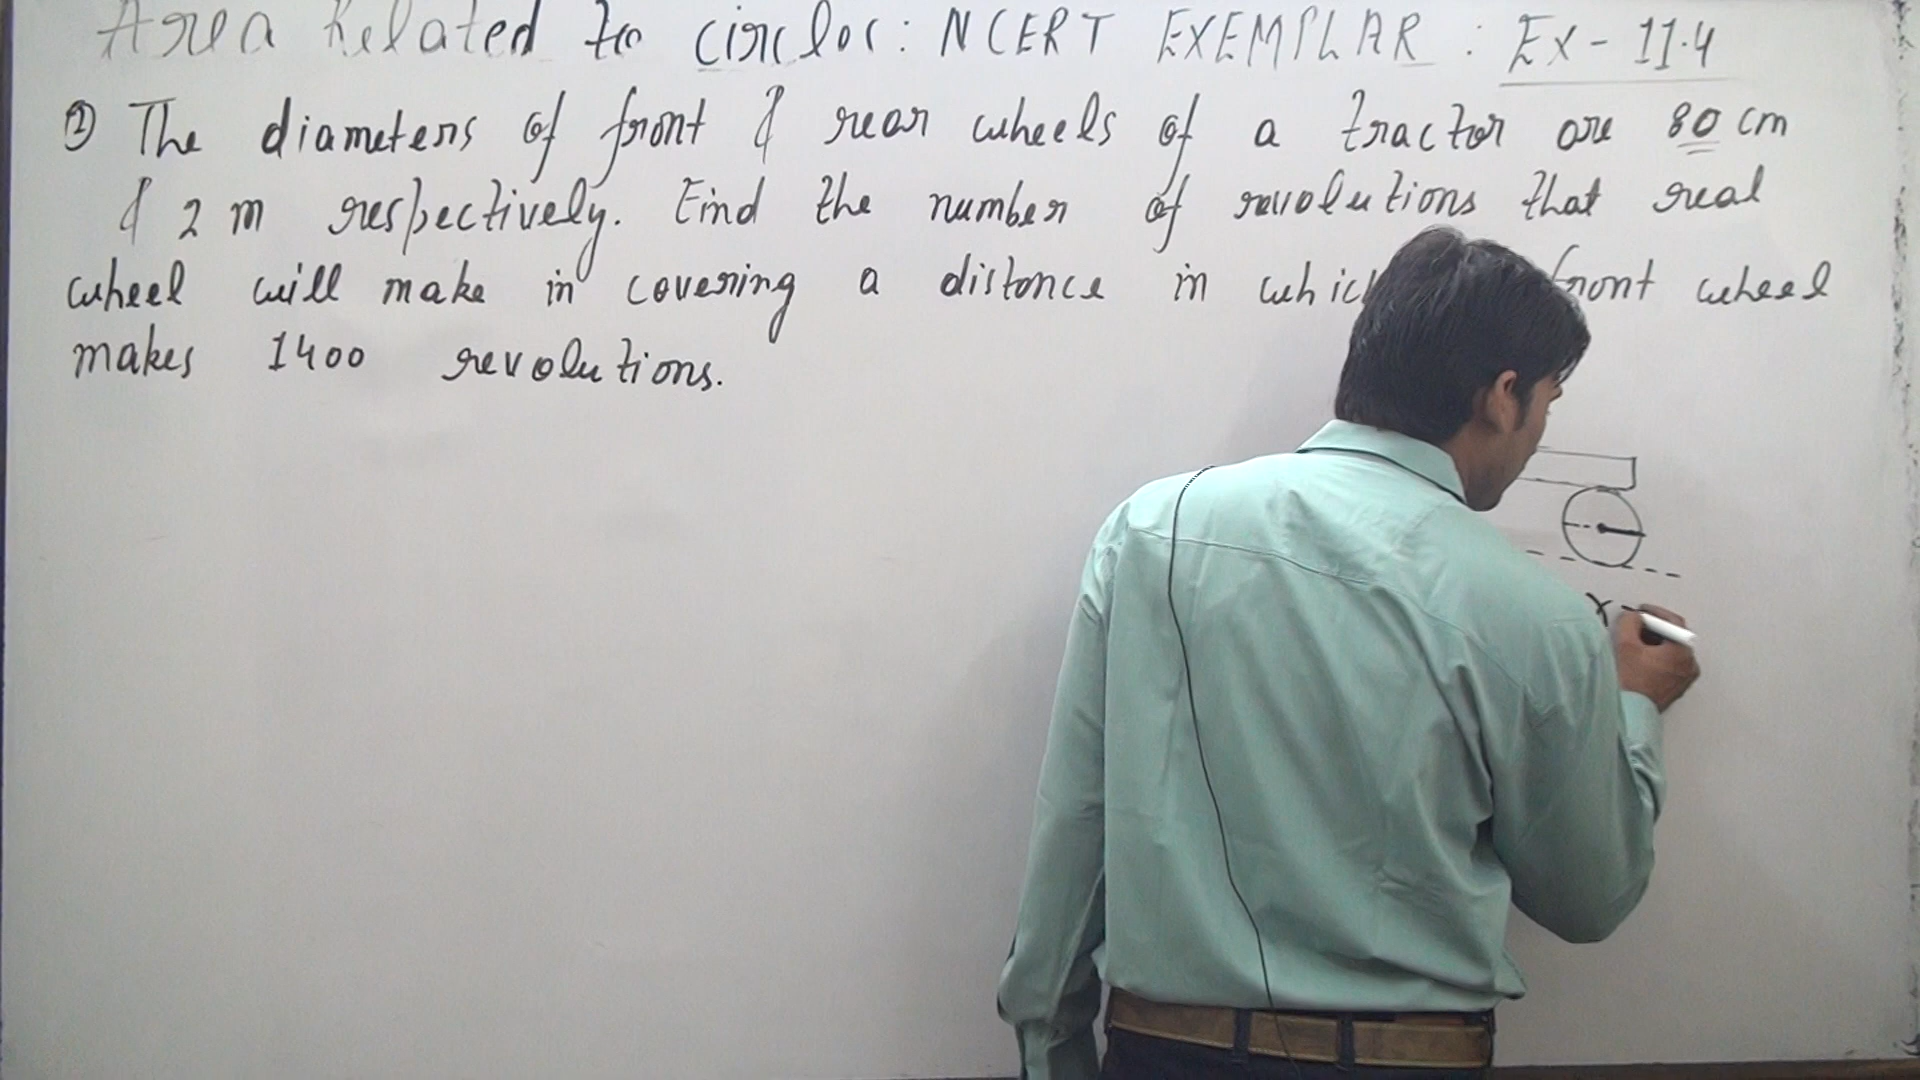 Area Related to circles: NCERT EXEMPLAR : Ex - 11.4
② The diameters of front & rear wheels of a tractor are 80 cm
& 2 m respectively. Find the number of revolutions that real
wheel will make in covering a distance in which front wheel
makes 1400 revolutions.
r